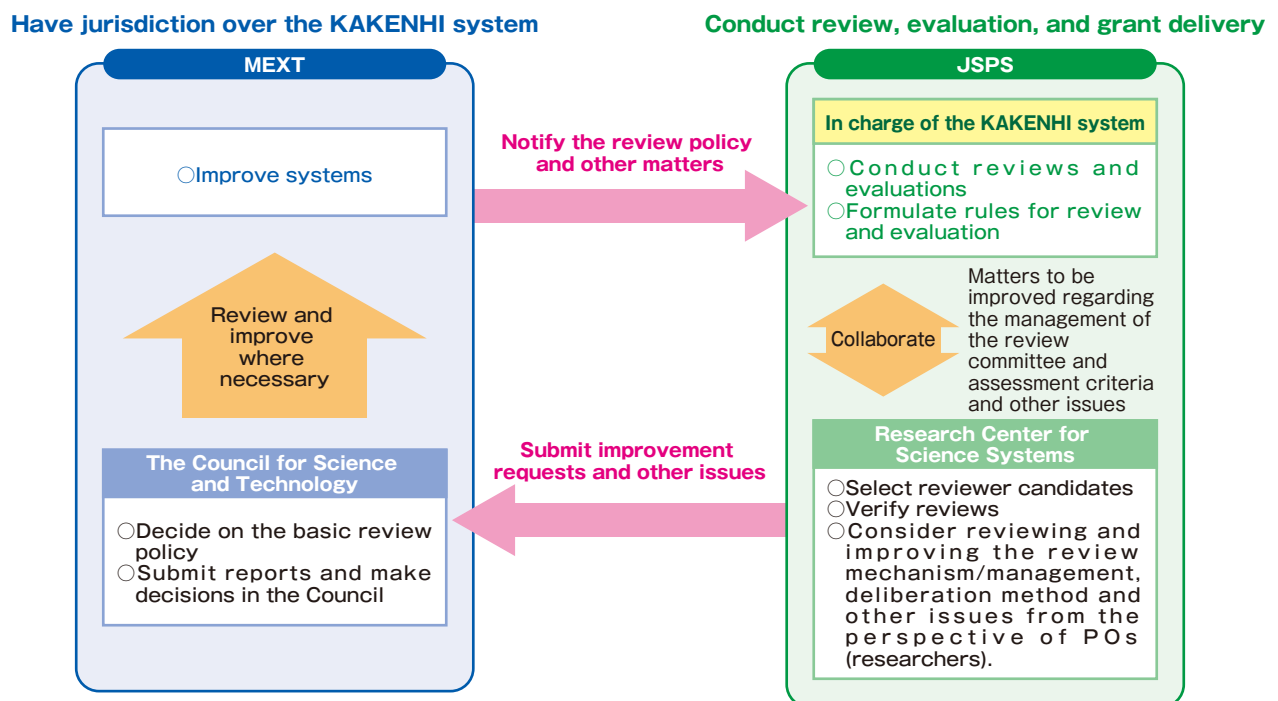 Have jurisdiction over the KAKENHI system
MEXT
○Improve systems
Review and
improve
where
necessary
The Council for Science
and Technology
○Decide on the basic review
policy
○Submit reports and make
decisions in the Council
Notify the review policy
and other matters
Submit improvement
requests and other issues
Conduct review, evaluation, and grant delivery
JSPS
In charge of the KAKENHI system
○Conduct reviews and
evaluations
○Formulate rules for review
and evaluation
Collaborate
Matters to be
improved regarding
the management of
the review
committee and
assessment criteria
and other issues
Research Center for
Science Systems
○Select reviewer candidates
○Verify reviews
○Consider reviewing and
improving the review
mechanism/management,
deliberation method and
other issues from the
perspective of POs
(researchers).